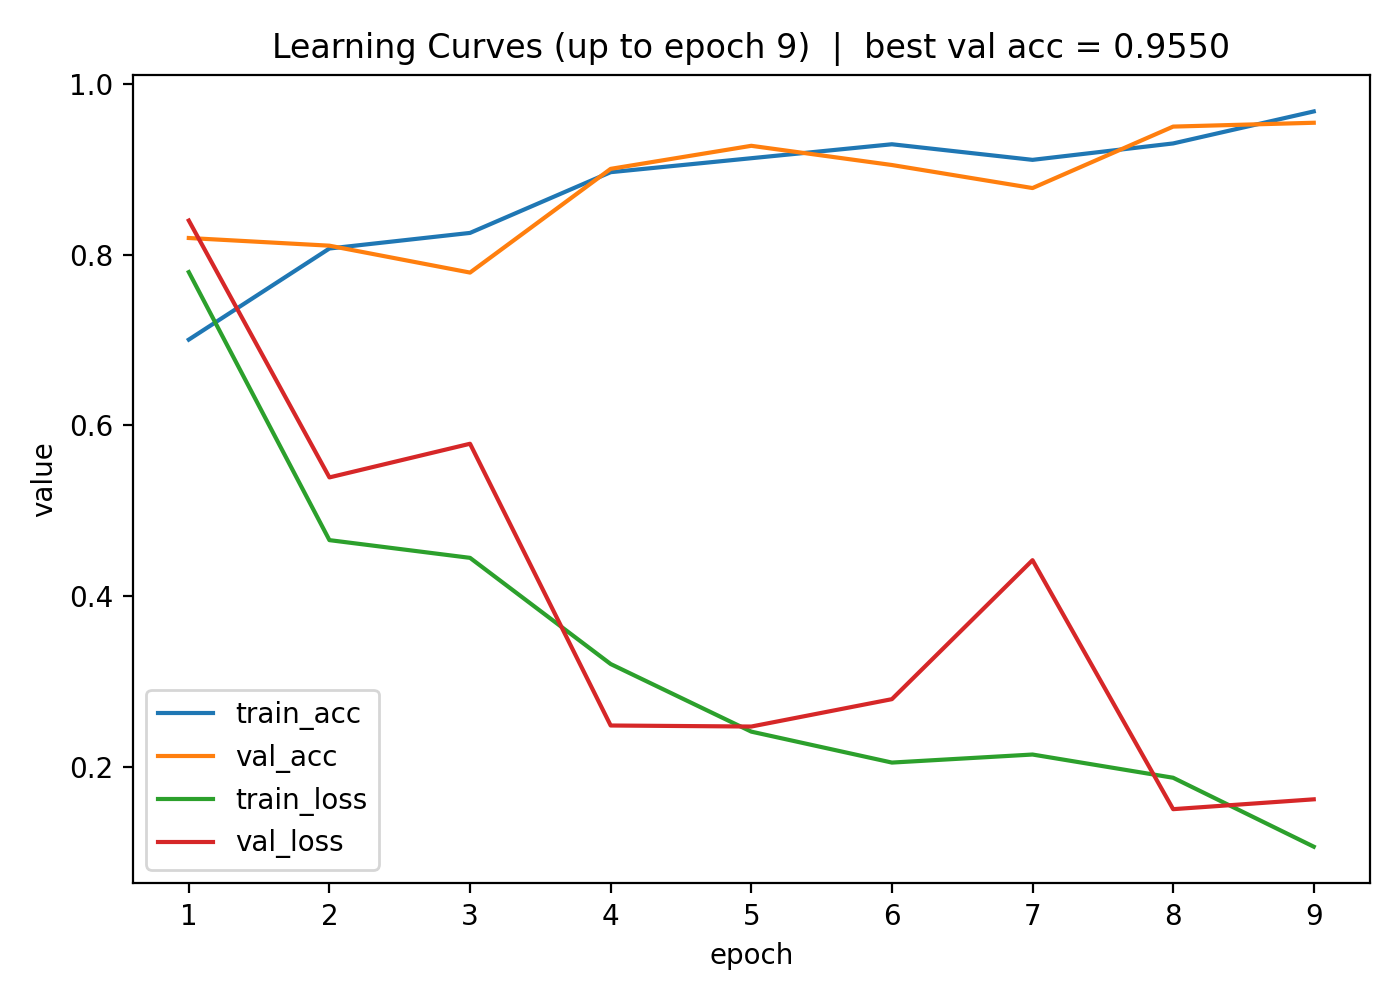 Learning Curves (up to epoch 9) | best val acc = 0.9550
1.0
0.8
0.6
0.4
0.2
value
train_acc
val_acc
train_loss
val_loss
1 2 3 4 5 6 7 8 9
epoch